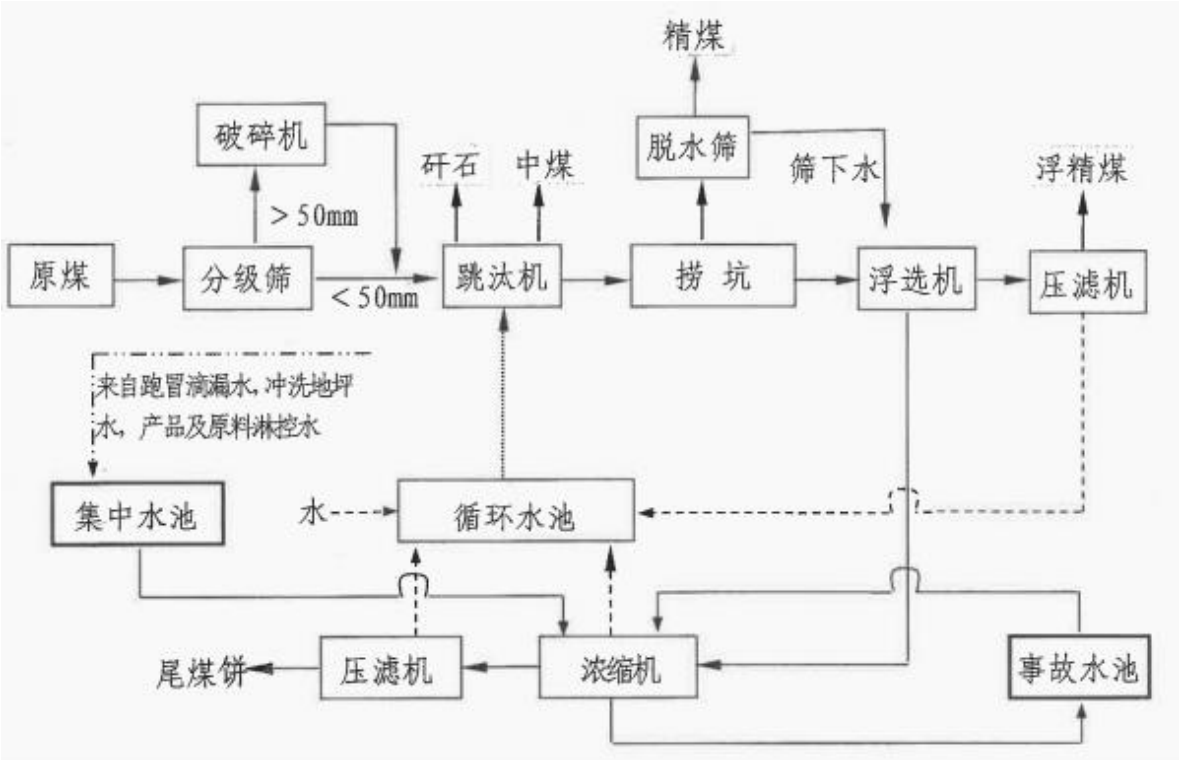 精煤
破碎机
脱水筛
矸石
中煤
筛下水
浮精煤
>50mm
原煤
分级筛
<50mm
跳汰机
捞坑
浮选机
压滤机
来自跑冒滴漏水,冲洗地坪
水,产品及原料淋控水
集中水池
水
循环水池
尾煤饼
压滤机
浓缩机
事故水池